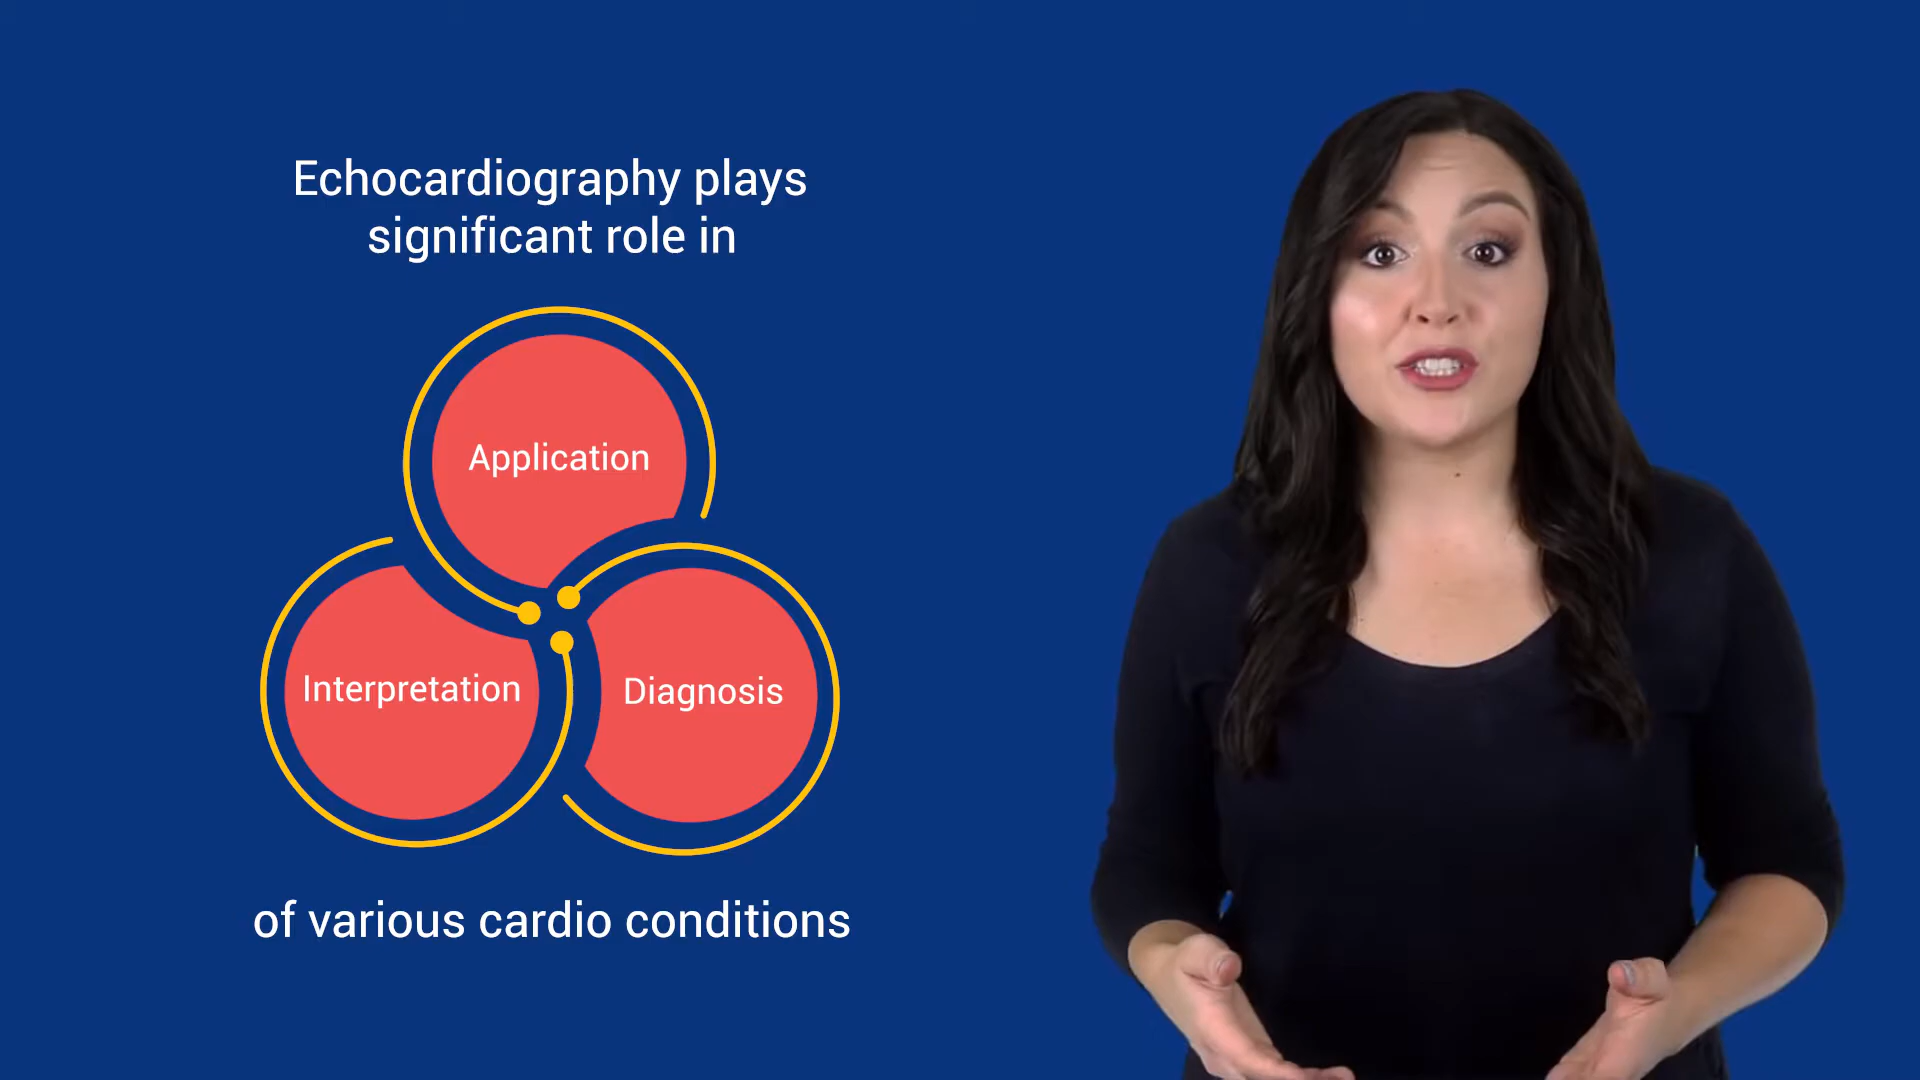 Echocardiography plays
significant role in
Application
Interpretation
Diagnosis
of various cardio conditions